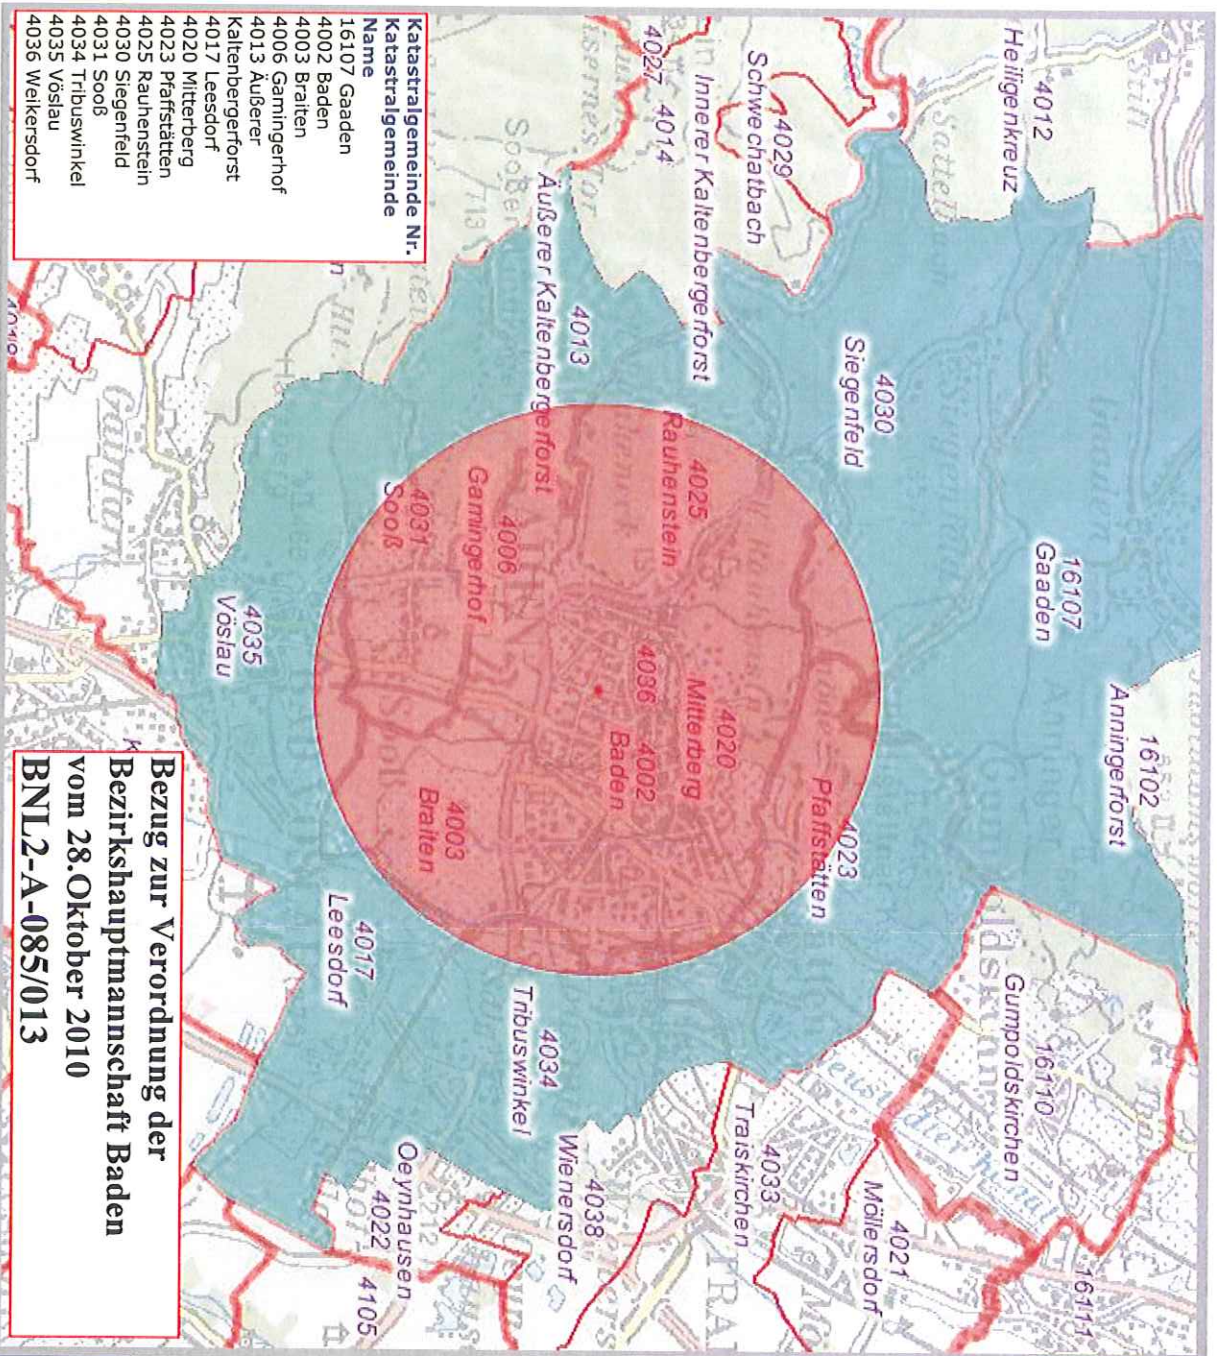 4012
Heiligenkreuz
Sattel
4029
Schwechatbach
Innerer Kaltenbergerforst
4027
4014
4030
Siegenfeld
16107
Gaaden
16102
Anningerforst
16110
Gumpoldskirchen
16111
4013
Äußerer Kaltenbergerforst
4025
Rauhenstein
4023
Pfaffstätten
4020
Mitterberg
4036
4002
Baden
4006
Gamingerhof
4031
Sooß
4003
Braiten
4035
Vöslau
4017
Leesdorf
4034
Tribuswinkel
4033
Traiskirchen
4021
Möllersdorf
4038
Wienersdorf
Oeynhausen
4022
4105
Gainfarn
Katastralgemeinde Nr.
Katastralgemeinde
Name
16107 Gaaden
4002 Baden
4003 Braiten
4006 Gamingerhof
4013 Äußerer
Kaltenbergerforst
4017 Leesdorf
4020 Mitterberg
4023 Pfaffstätten
4025 Rauhenstein
4030 Siegenfeld
4031 Sooß
4034 Tribuswinkel
4035 Vöslau
4036 Weikersdorf
Bezug zur Verordnung der
Bezirkshauptmannschaft Baden
vom 28.Oktober 2010
BNL2-A-085/013